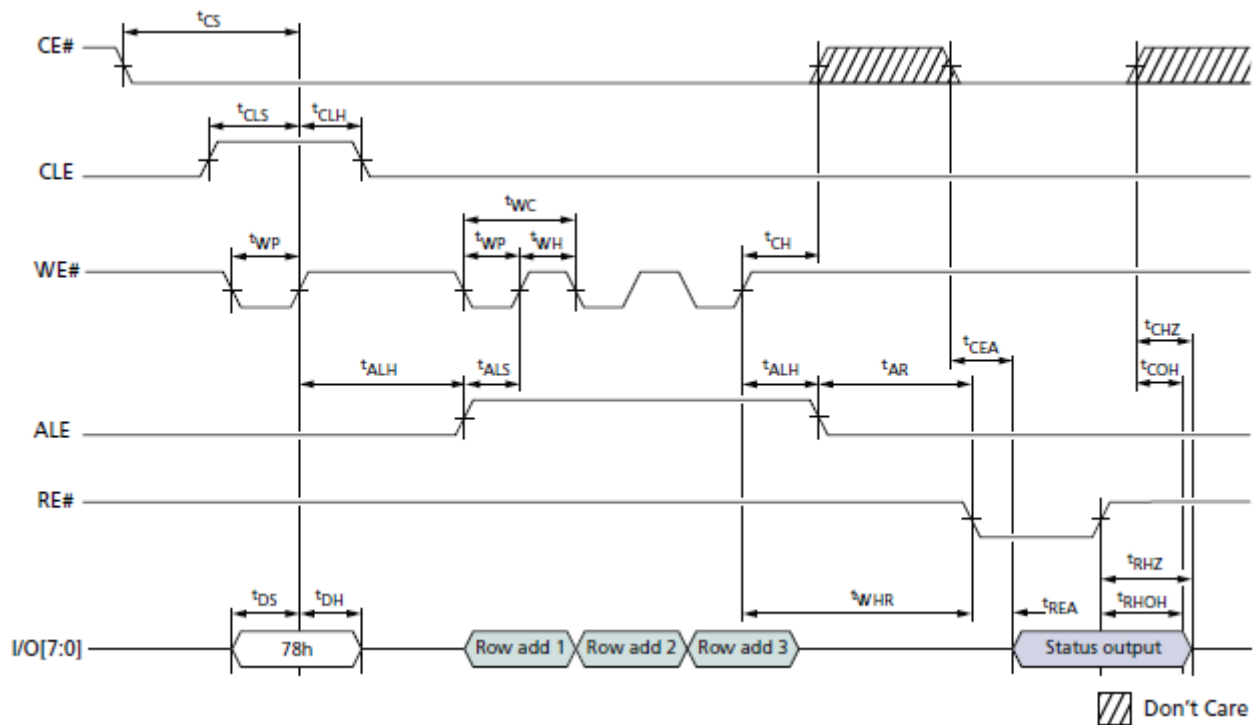 tCS
CE#
tCLS tCLH
CLE
tWC
tWP tWP tWH tCH
WE#
tCHZ
tCEA
tALH tALS tALH tAR tCOH
ALE
RE#
tRHZ
tDS tDH tWHR tREA tRHOH
I/O[7:0] 78h Row add 1 Row add 2 Row add 3 Status output
Don't Care